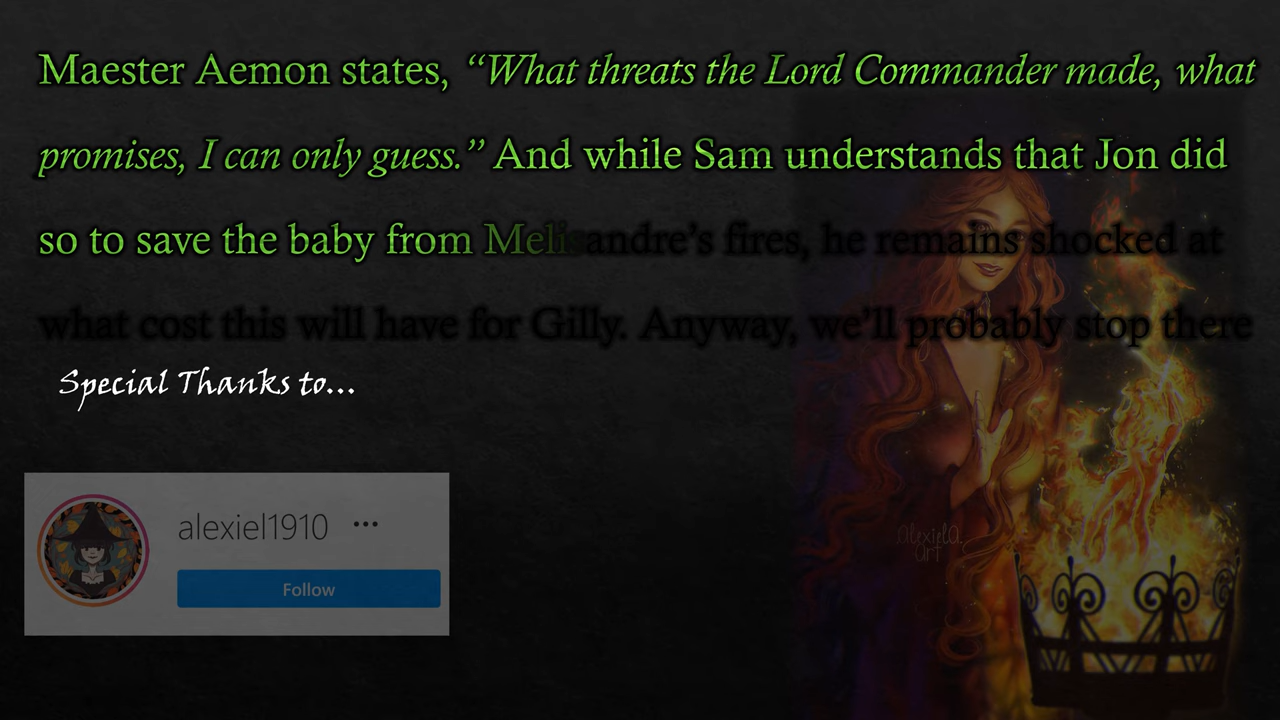 Maester Aemon states, “What threats the Lord Commander made, what
promises, I can only guess.” And while Sam understands that Jon did
so to save the baby from Melisandre’s fires, he remains shocked at
what cost this will have for Gilly. Anyway, we’ll probably stop there
Special Thanks to...
alexiel1910 •••
Follow
AlexielA.
art